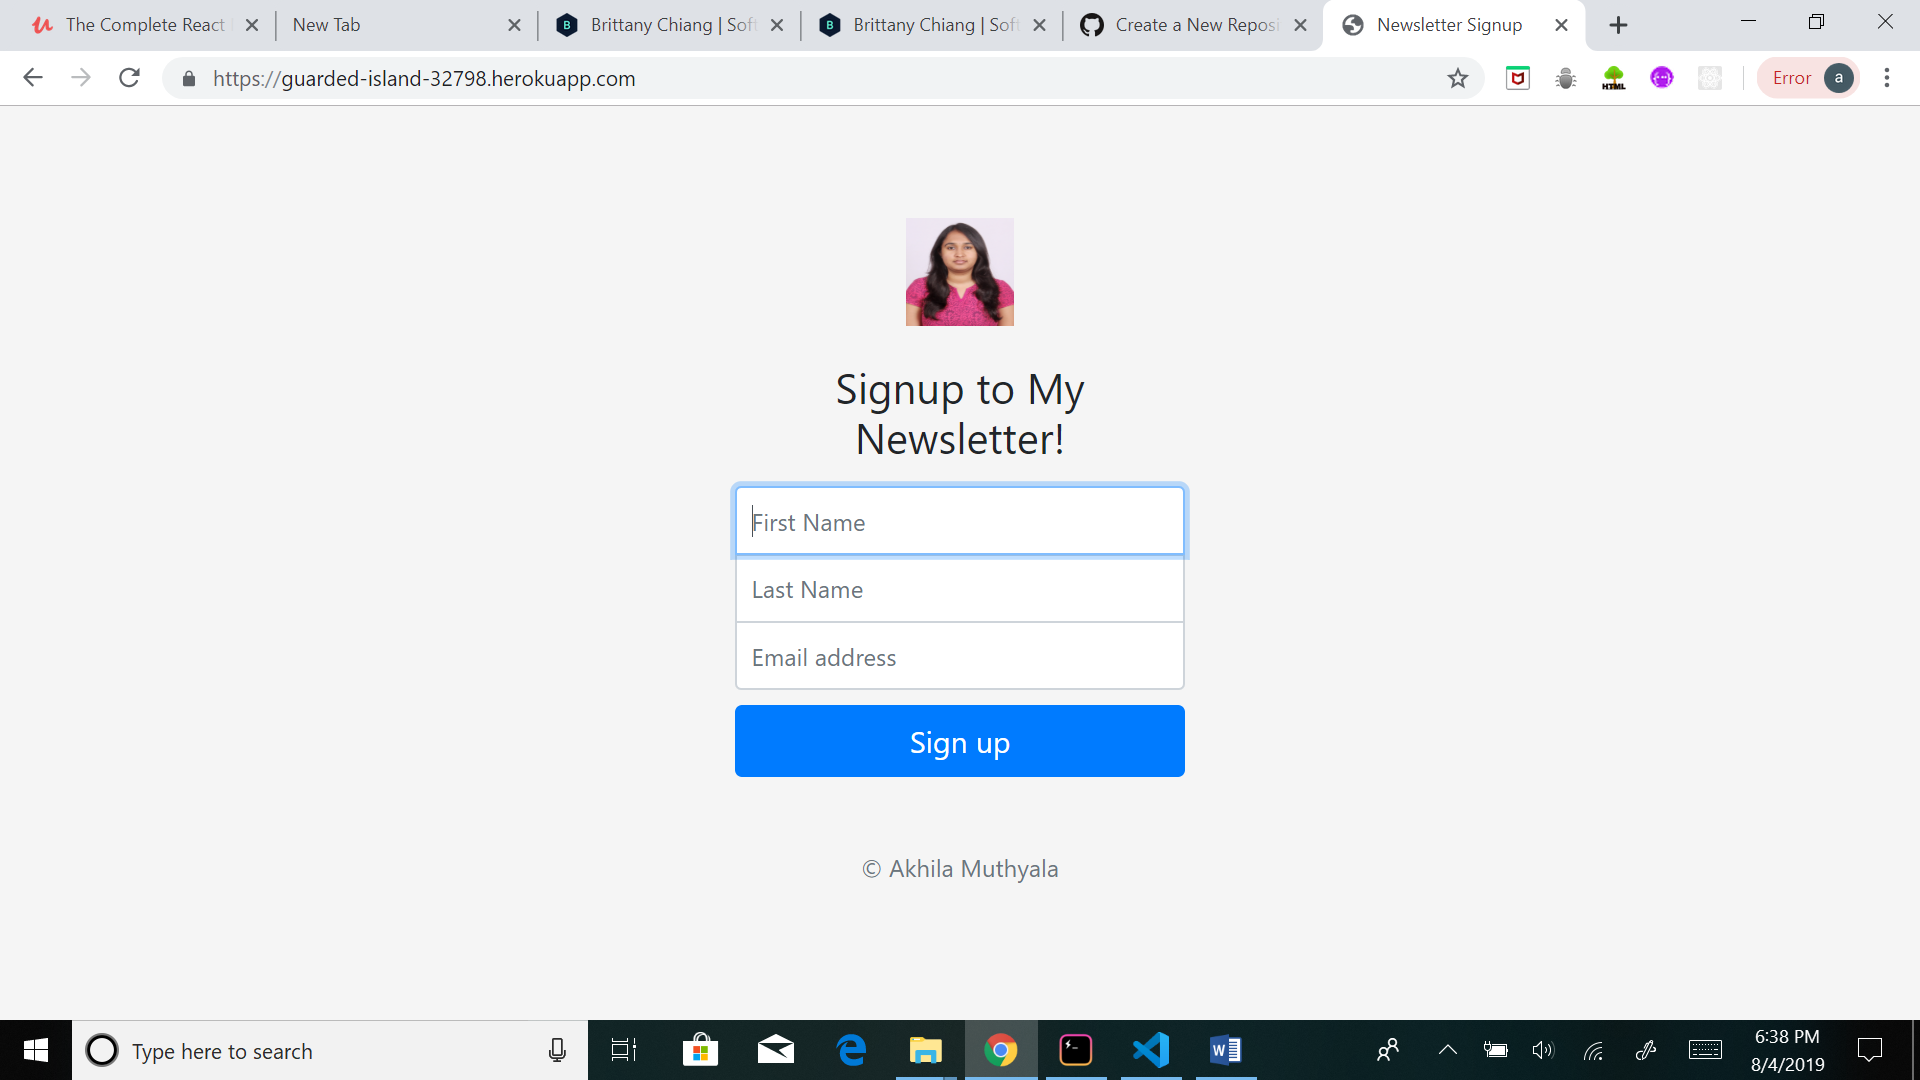 The Complete React
New Tab
Brittany Chiang | Sof
Brittany Chiang | Sof
Create a New Reposi
Newsletter Signup
https://guarded-island-32798.herokuapp.com
HTML
Error
a
Signup to My
Newsletter!
First Name
Last Name
Email address
Sign up
© Akhila Muthyala
Type here to search
6:38 PM
8/4/2019